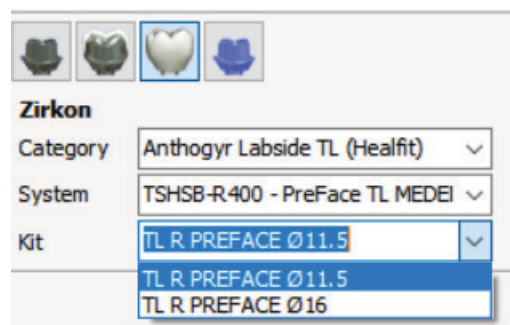 Zirkon
Category Anthogyr Labside TL (Healfit)
System TSHSB-R400 - PreFace TL MEDEI
Kit TL R PREFACE Ø11.5
TL R PREFACE Ø11.5
TL R PREFACE Ø16